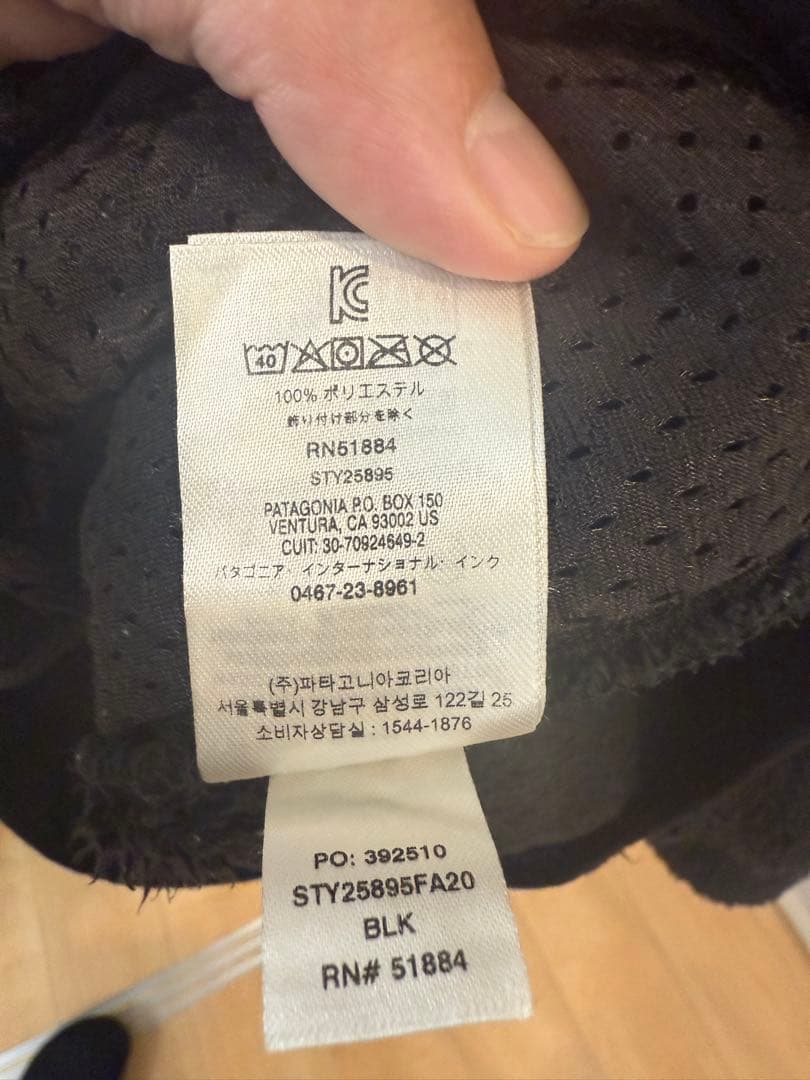 KC
40
100% ポリエステル
飾り付け部分を除く
RN51884
STY25895
PATAGONIA P.O. BOX 150
VENTURA, CA 93002 US
CUIT: 30-70924649-2
パタゴニア・インターナショナル・インク
0467-23-8961
(주)파타고니아코리아
서울특별시 강남구 삼성로 122길 25
소비자상담실 : 1544-1876
PO: 392510
STY25895FA20
BLK
RN# 51884